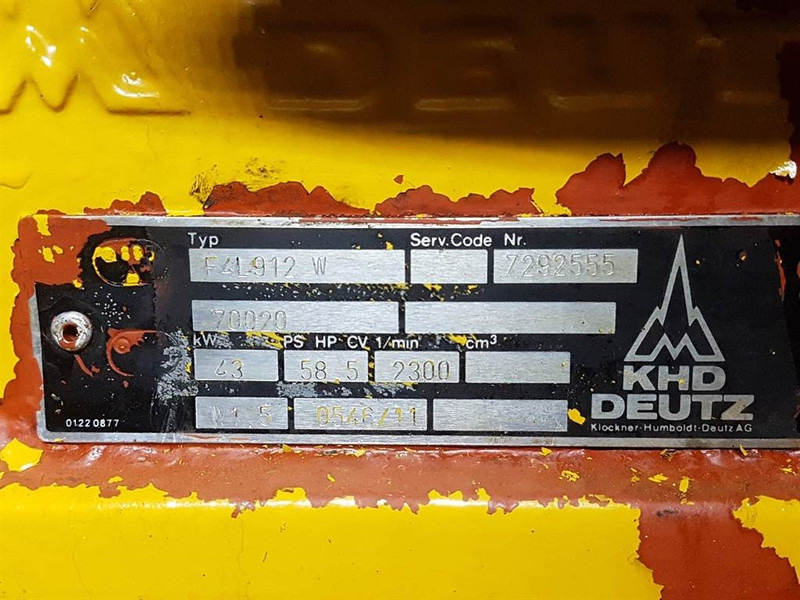 DEUTZ
Typ Serv.Code Nr.
F4L912 W 7292555
70020
kW PS HP CV 1/min cm³
43 58.5 2300
01220877
KHD
DEUTZ
Klöckner-Humboldt-Deutz AG